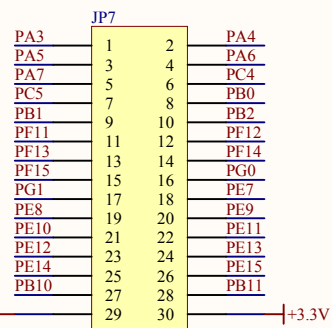 JP7
PA3 1 2 PA4
PA5 3 4 PA6
PA7 5 6 PC4
PC5 7 8 PB0
PB1 9 10 PB2
PF11 11 12 PF12
PF13 13 14 PF14
PF15 15 16 PG0
PG1 17 18 PE7
PE8 19 20 PE9
PE10 21 22 PE11
PE12 23 24 PE13
PE14 25 26 PE15
PB10 27 28 PB11
29 30 +3.3V